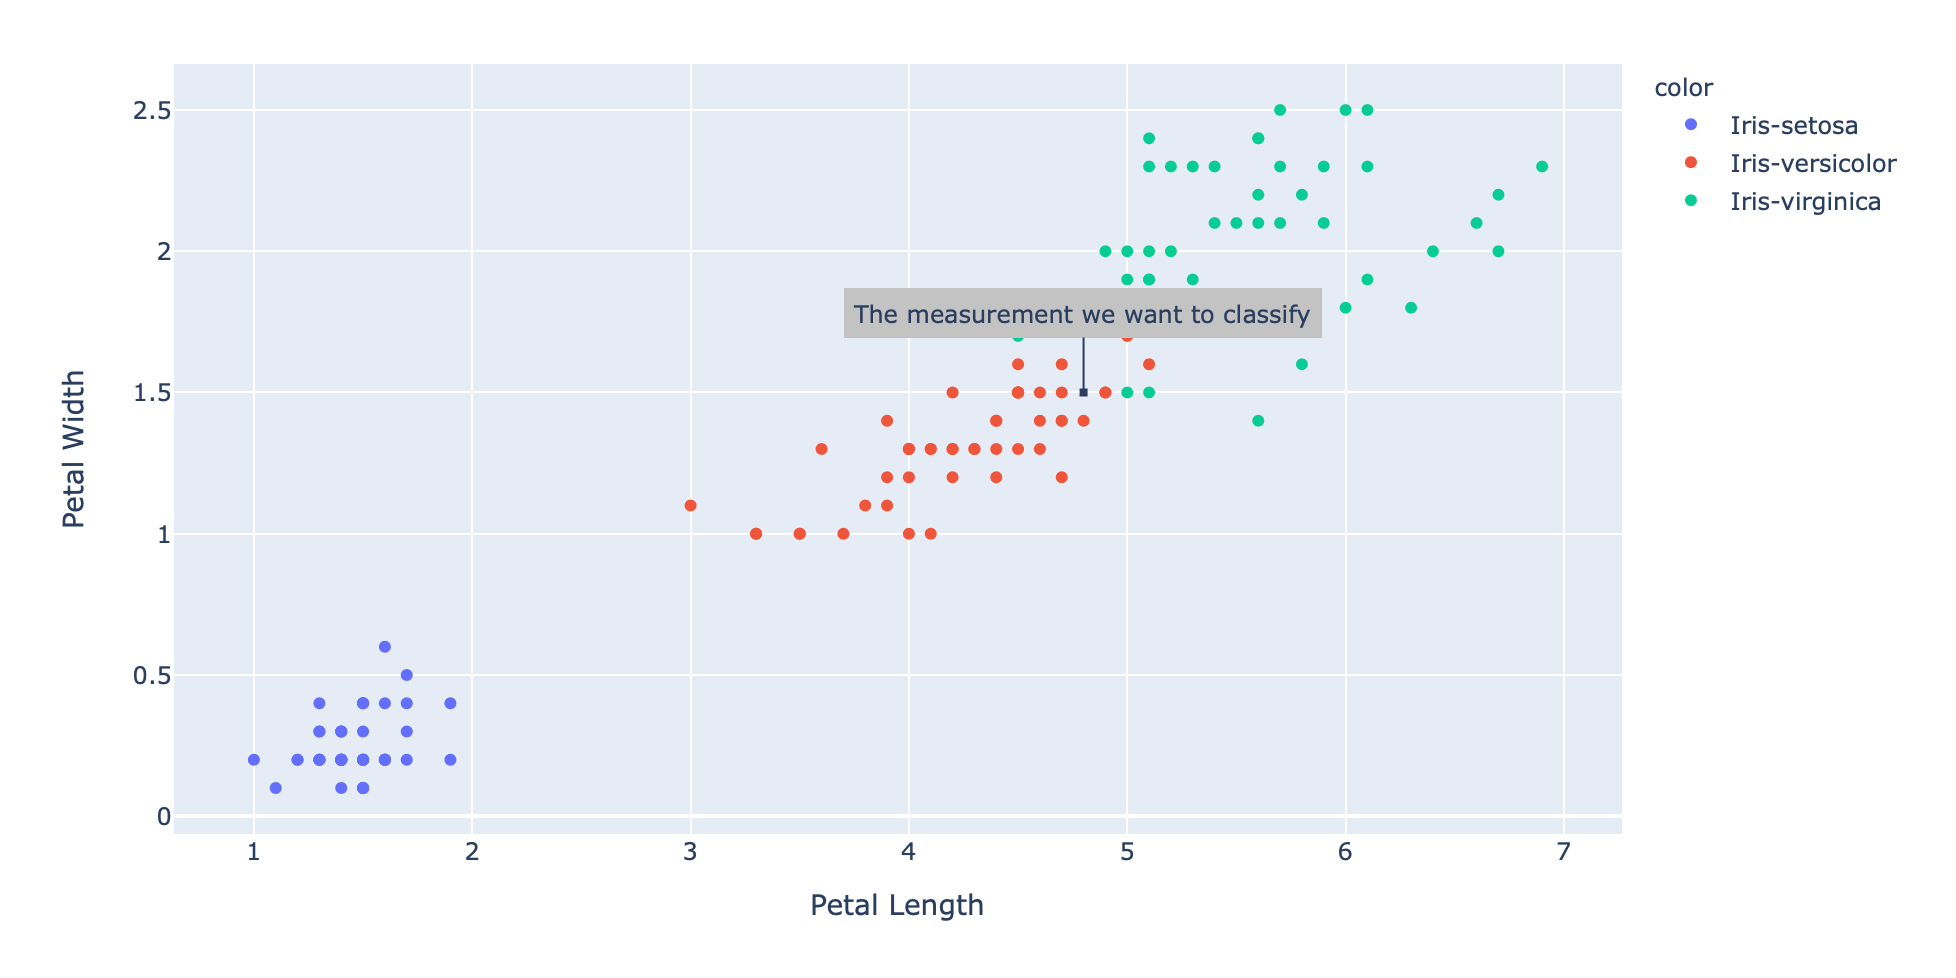 color
Iris-setosa
Iris-versicolor
Iris-virginica
2.5
2
1.5
1
0.5
0
The measurement we want to classify
Petal Width
1 2 3 4 5 6 7
Petal Length